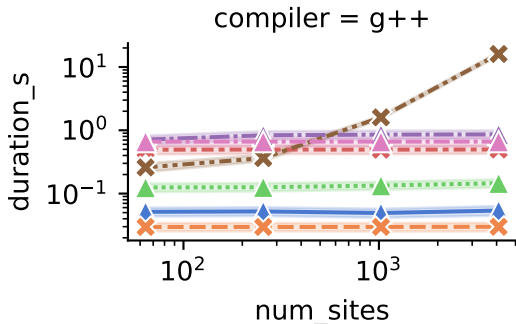 compiler = g++
duration_s
10¹
10⁰
10⁻¹
10²
10³
num_sites